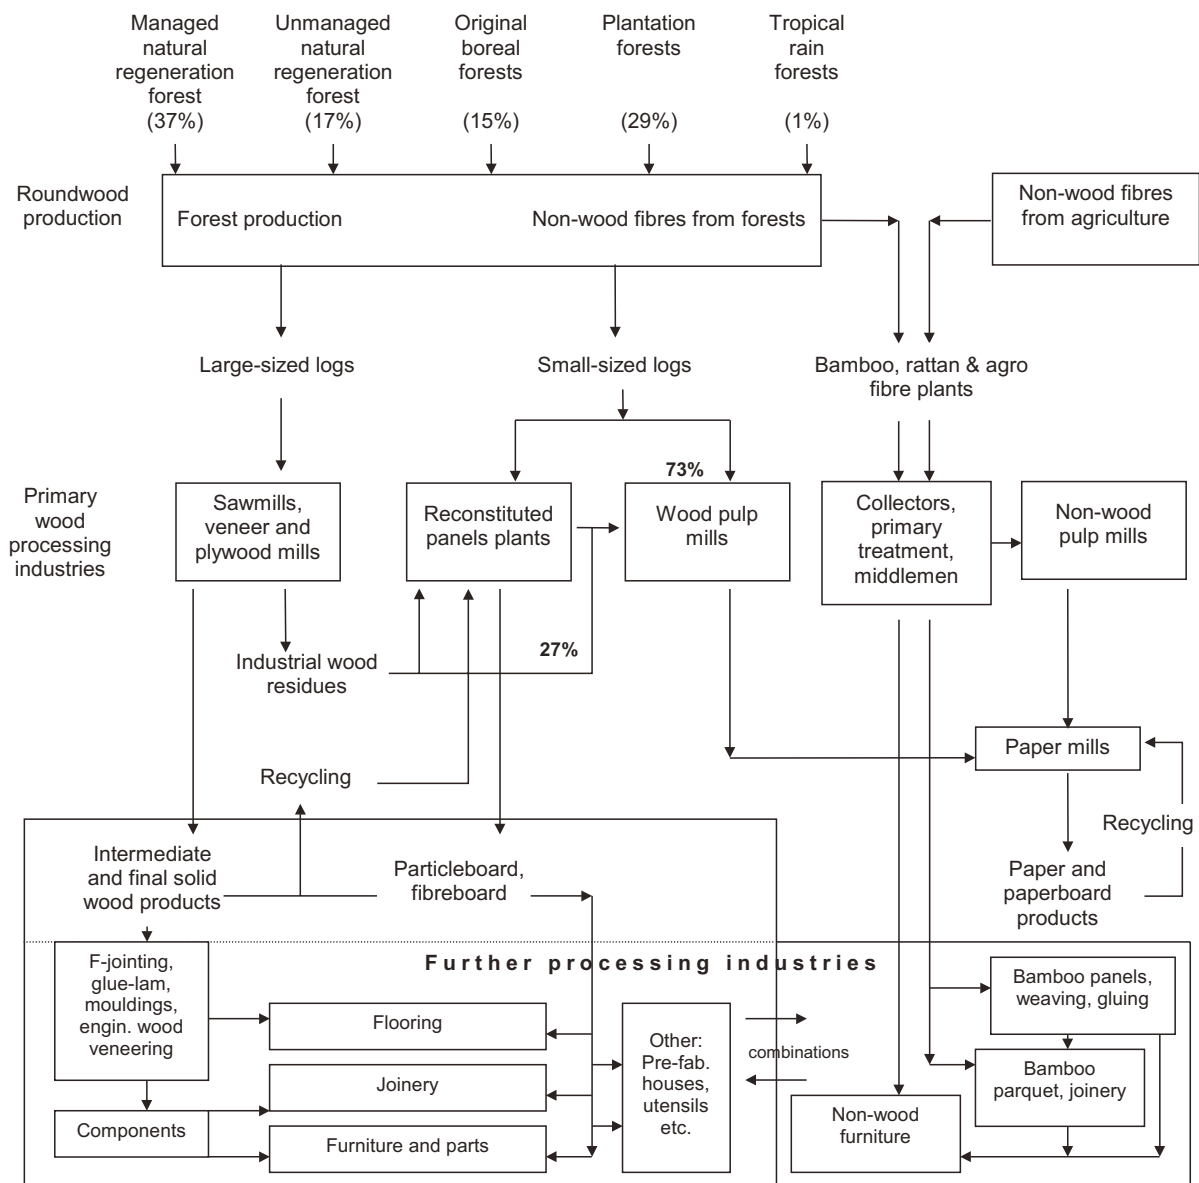 Managed
natural
regeneration
forest
(37%)
Unmanaged
natural
regeneration
forest
(17%)
Original
boreal
forests
(15%)
Plantation
forests
(29%)
Tropical
rain
forests
(1%)
Roundwood
production
Forest production
Non-wood fibres from forests
Non-wood fibres
from agriculture
Large-sized logs
Small-sized logs
Bamboo, rattan & agro
fibre plants
Primary
wood
processing
industries
Sawmills,
veneer and
plywood mills
Reconstituted
panels plants
73%
Wood pulp
mills
Collectors,
primary
treatment,
middlemen
Non-wood
pulp mills
Industrial wood
residues
27%
Paper mills
Recycling
Recycling
Intermediate
and final solid
wood products
Particleboard,
fibreboard
Paper and
paperboard
products
Further processing industries
F-jointing,
glue-lam,
mouldings,
engin. wood
veneering
Flooring
Joinery
Components
Furniture and parts
Other:
Pre-fab.
houses,
utensils
etc.
combinations
Bamboo panels,
weaving, gluing
Bamboo
parquet, joinery
Non-wood
furniture